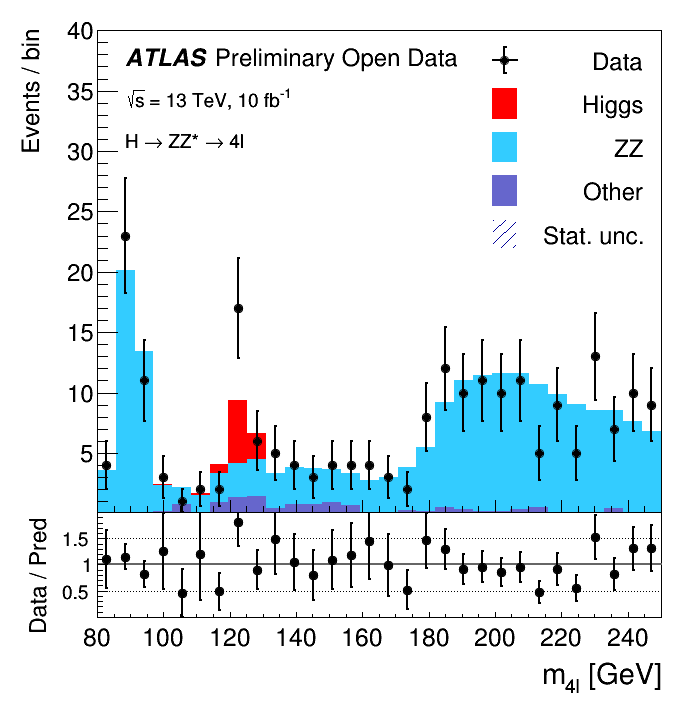 Events / bin
40
35
30
25
20
15
10
5
ATLAS Preliminary Open Data
√s = 13 TeV, 10 fb⁻¹
H → ZZ* → 4l
Data
Higgs
ZZ
Other
Stat. unc.
Data / Pred
1.5
1
0.5
80 100 120 140 160 180 200 220 240
m₄ₗ [GeV]